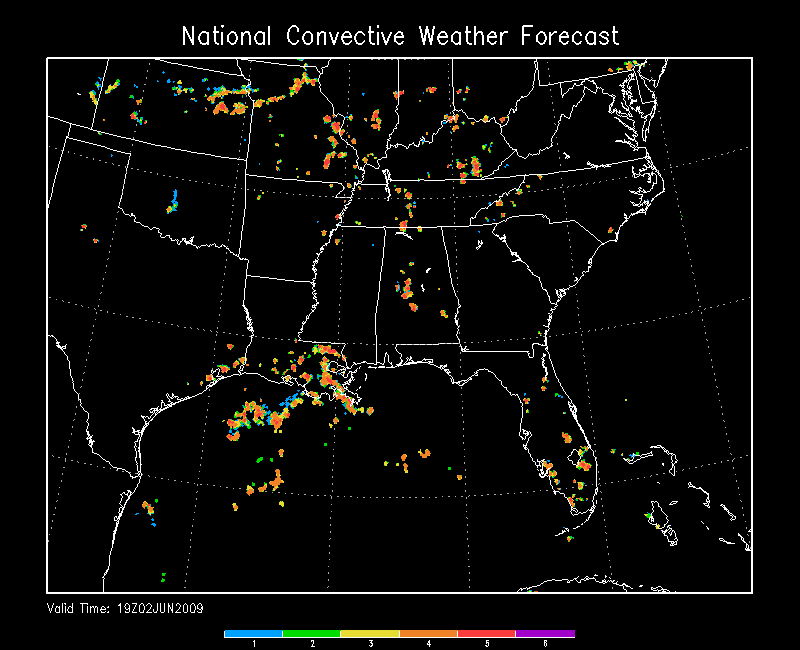 National Convective Weather Forecast
Valid Time: 19Z02JUN2009
1 2 3 4 5 6